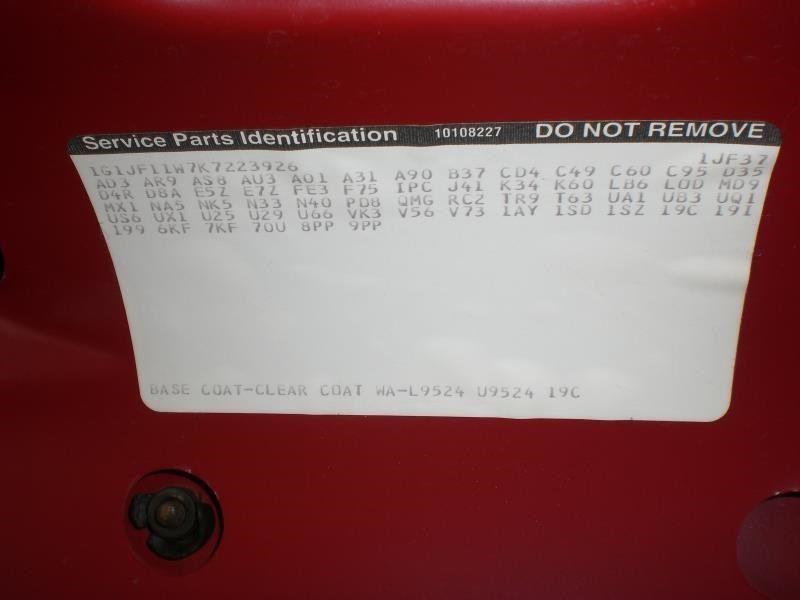 Service Parts Identification 10108227 DO NOT REMOVE
1G1JF11W7K7223926 1JF37
AD3 AR9 AS8 AU3 A01 A31 A90 B37 CD4 C49 C60 C95 D35
D4R D8A E5Z E7Z FE3 F75 IPC J41 K34 K60 LB6 LOD MD9
MX1 NA5 NK5 N33 N40 PD8 QMG RC2 TR9 T63 UA1 UB3 UQ1
US6 UX1 U25 U29 U66 VK3 V56 V73 1AY 1SD 1SZ 19C 19I
199 6KF 7KF 70U 8PP 9PP
BASE COAT-CLEAR COAT WA-L9524 U9524 19C